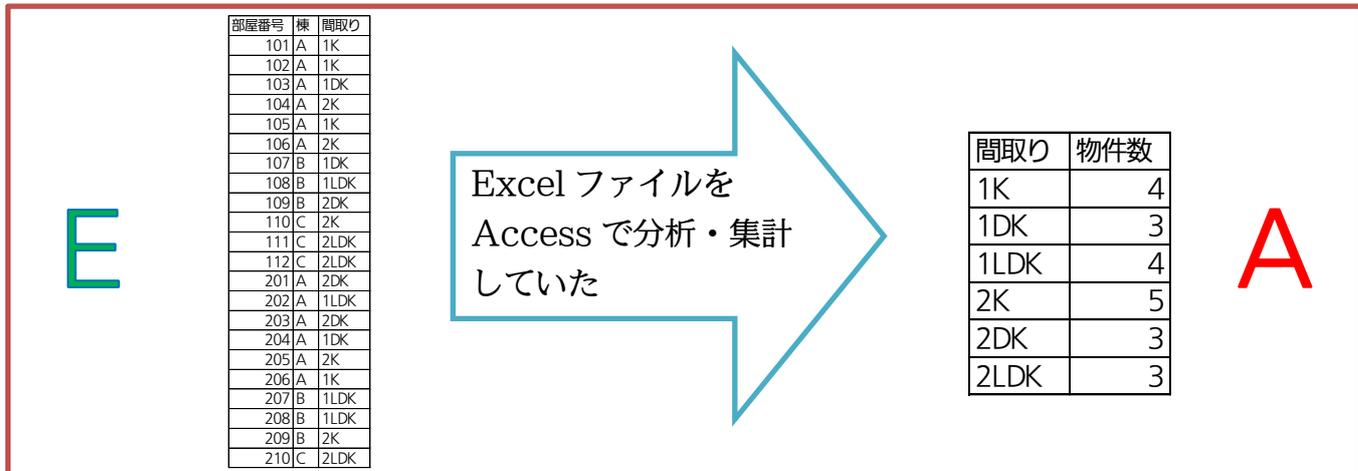 E
部屋番号 棟 間取り
101 A 1K
102 A 1K
103 A 1DK
104 A 2K
105 A 1K
106 A 2K
107 B 1DK
108 B 1LDK
109 B 2DK
110 C 2K
111 C 2LDK
112 C 2LDK
201 A 2DK
202 A 1LDK
203 A 2DK
204 A 1DK
205 A 2K
206 A 1K
207 B 1LDK
208 B 1LDK
209 B 2K
210 C 2LDK
Excel ファイルを
Access で分析・集計
していた
間取り 物件数
1K 4
1DK 3
1LDK 4
2K 5
2DK 3
2LDK 3
A